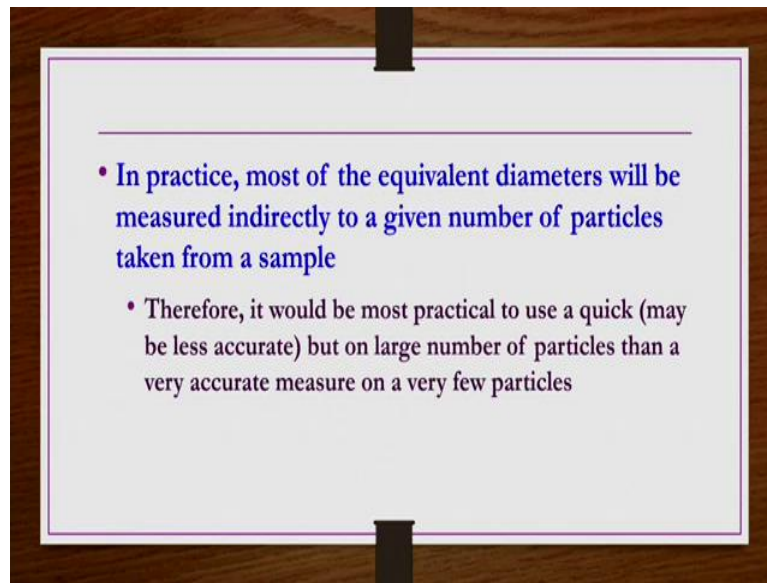 • In practice, most of the equivalent diameters will be
measured indirectly to a given number of particles
taken from a sample
• Therefore, it would be most practical to use a quick (may
be less accurate) but on large number of particles than a
very accurate measure on a very few particles